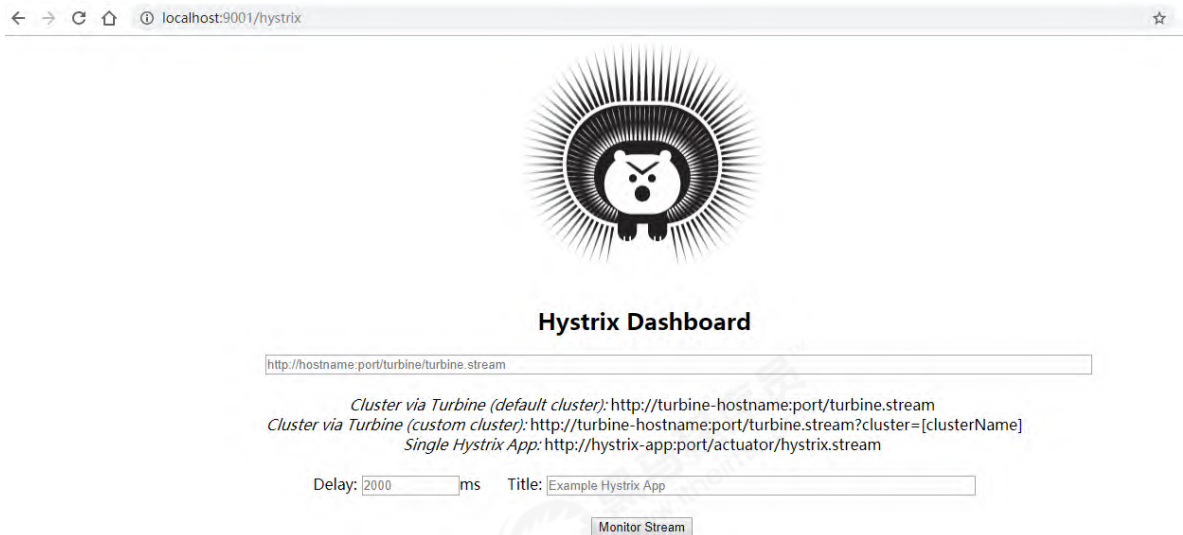 localhost:9001/hystrix
Hystrix Dashboard
http://hostname:port/turbine/turbine.stream
Cluster via Turbine (default cluster): http://turbine-hostname:port/turbine.stream
Cluster via Turbine (custom cluster): http://turbine-hostname:port/turbine.stream?cluster=[clusterName]
Single Hystrix App: http://hystrix-app:port/actuator/hystrix.stream
Delay: 2000 ms Title: Example Hystrix App
Monitor Stream